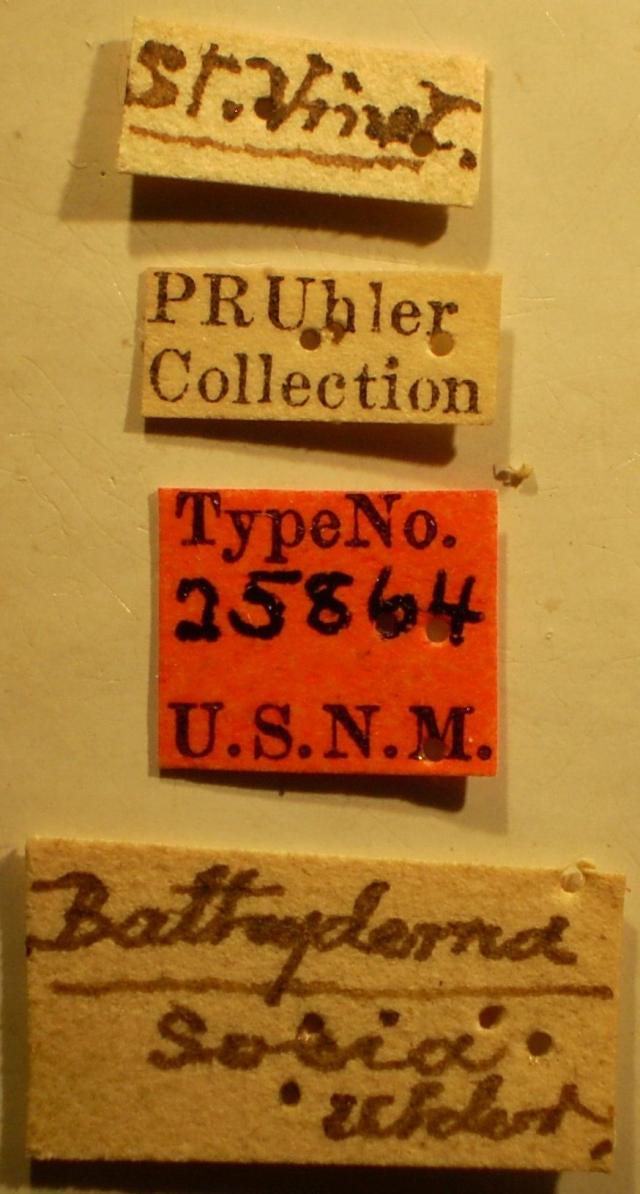 St. Vinct.
PRUhler
Collection
TypeNo.
25864
U.S.N.M.
Bathyderma
socia
Uhler.